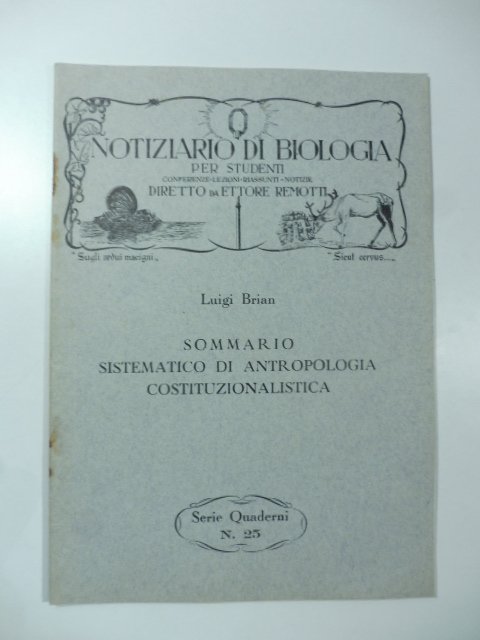 NOTIZIARIO DI BIOLOGIA
PER STUDENTI
CONFERENZE-LEZIONI-RIASSUNTI-NOTIZIE
DIRETTO DA ETTORE REMOTTI
"Sugli ardui macigni„
"Sicut cervus....„
Luigi Brian
SOMMARIO
SISTEMATICO DI ANTROPOLOGIA
COSTITUZIONALISTICA
Serie Quaderni
N. 25